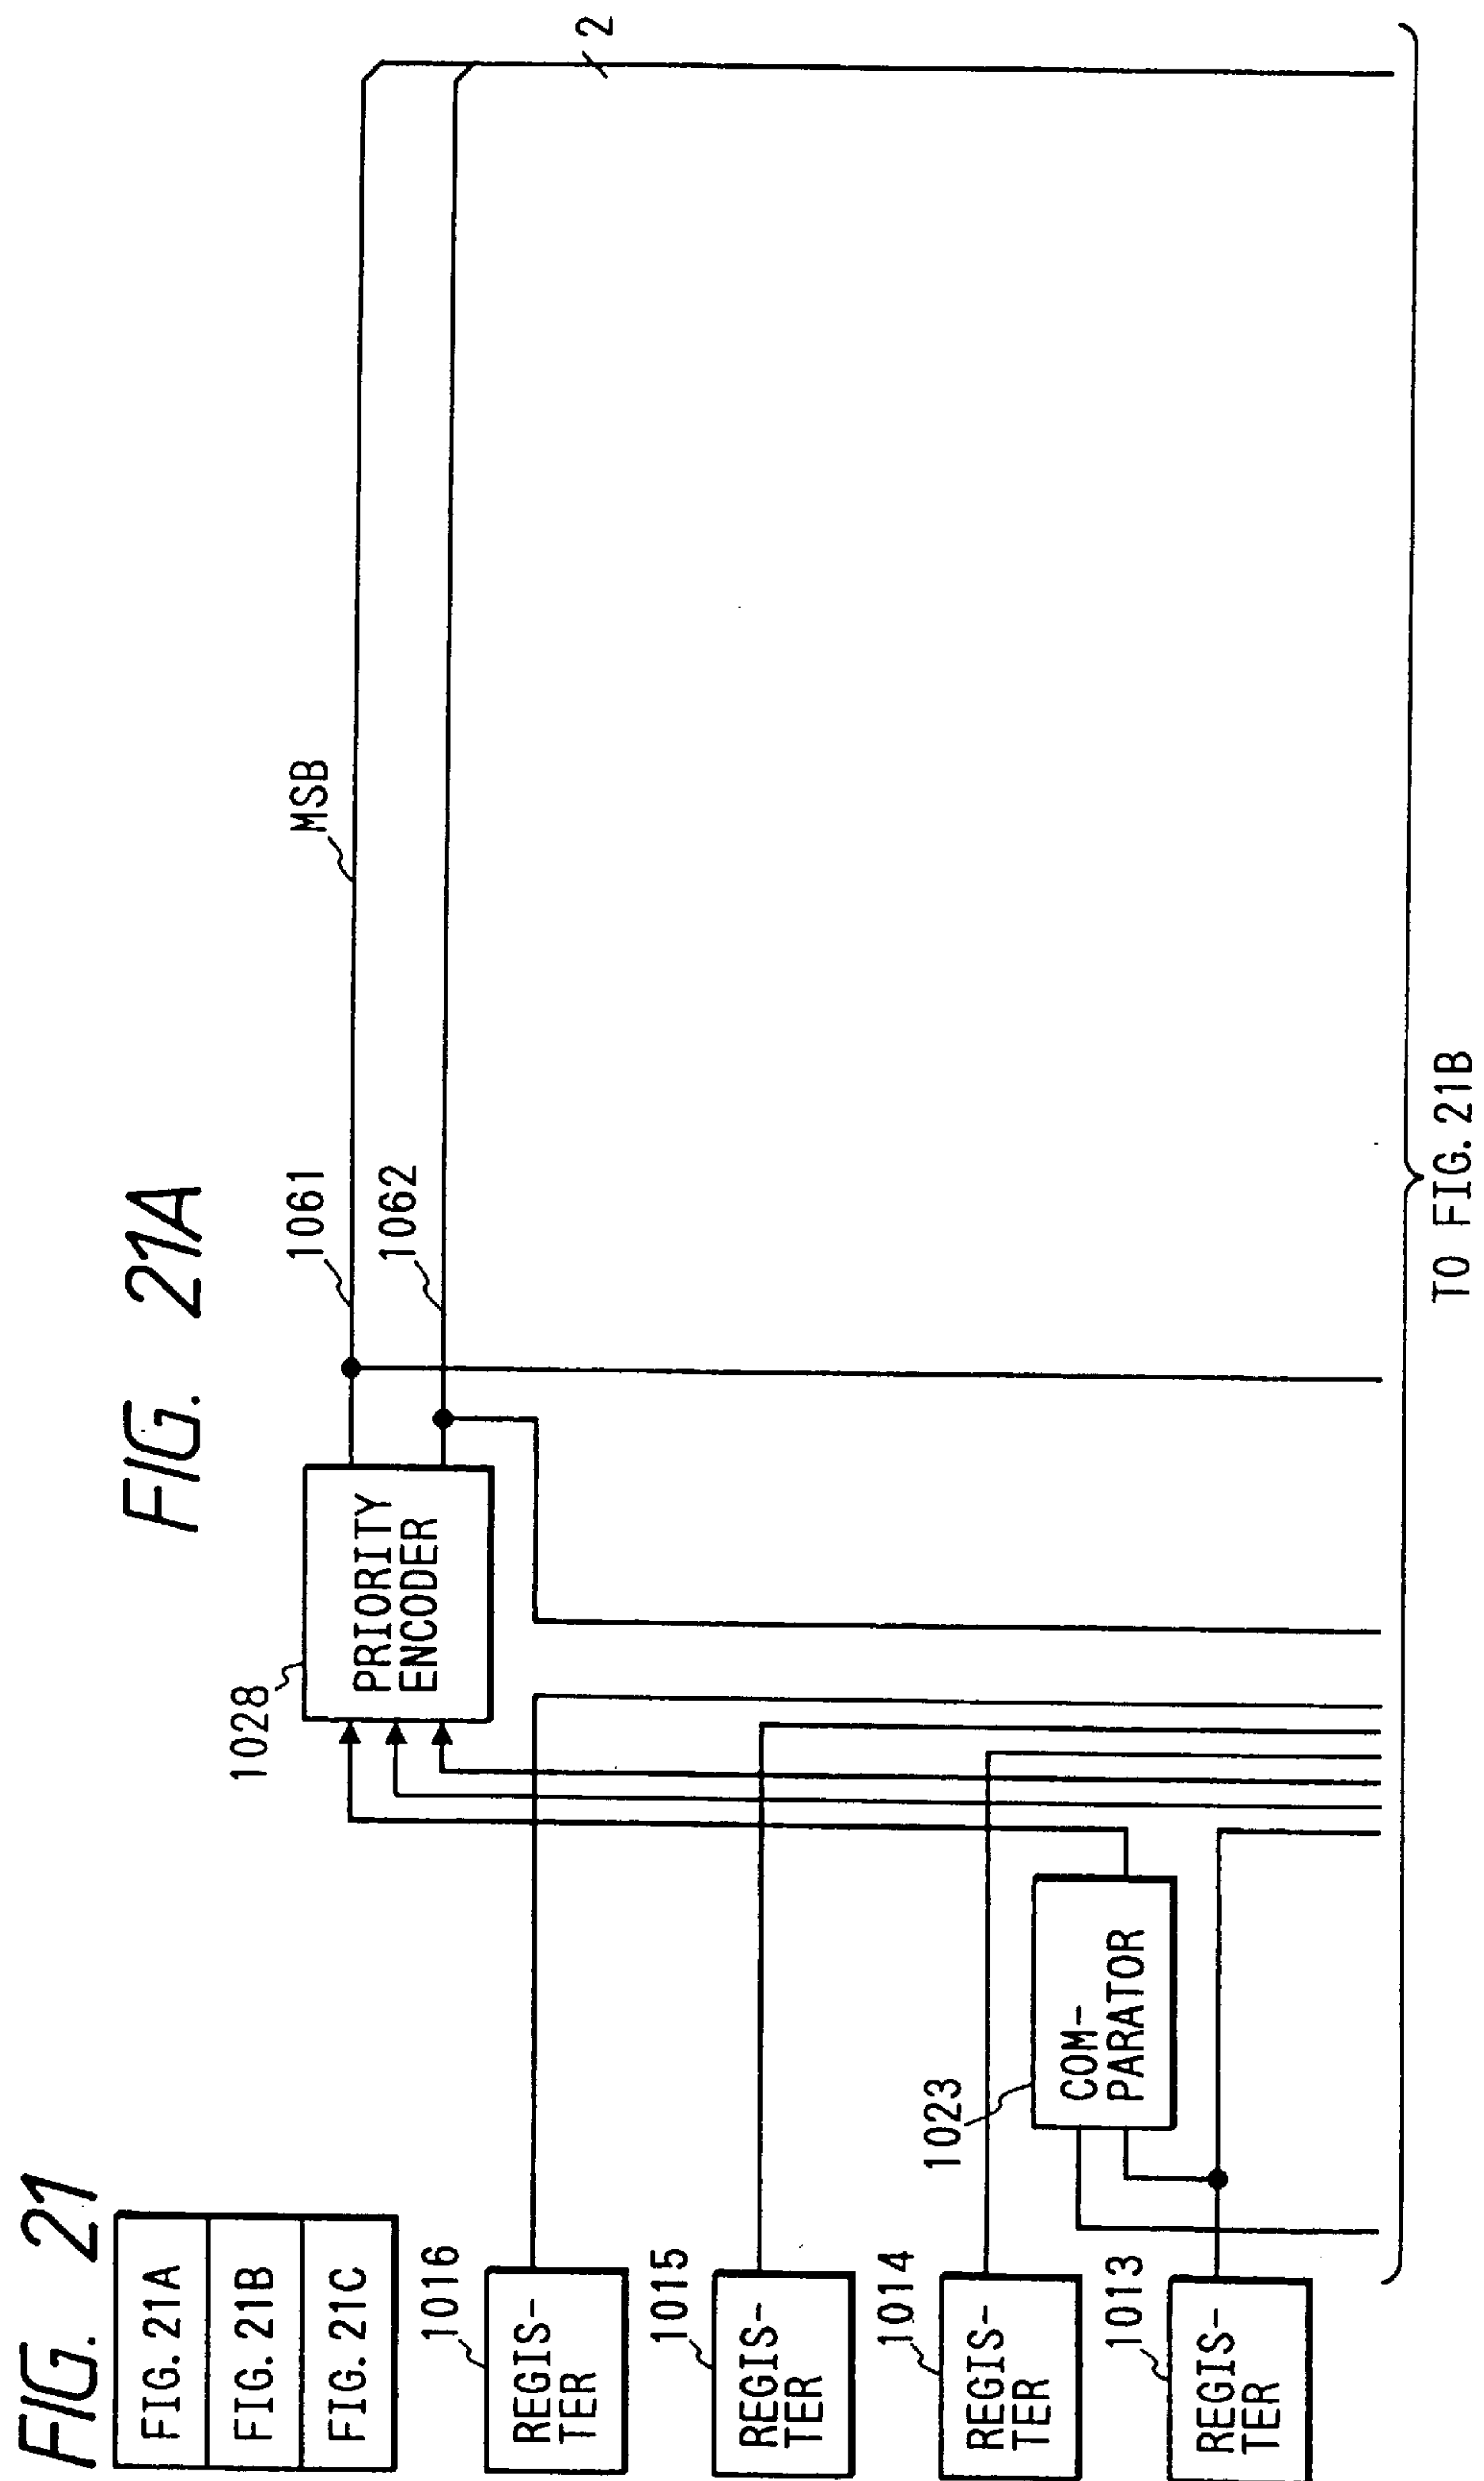 FIG. 21
FIG. 21A
FIG. 21B
FIG. 21C
FIG. 21A
1028
PRIORITY
ENCODER
1061
MSB
1062
2
1016
REGIS-
TER
1015
REGIS-
TER
1014
REGIS-
TER
1023
COM-
PARATOR
1013
REGIS-
TER
TO FIG. 21B